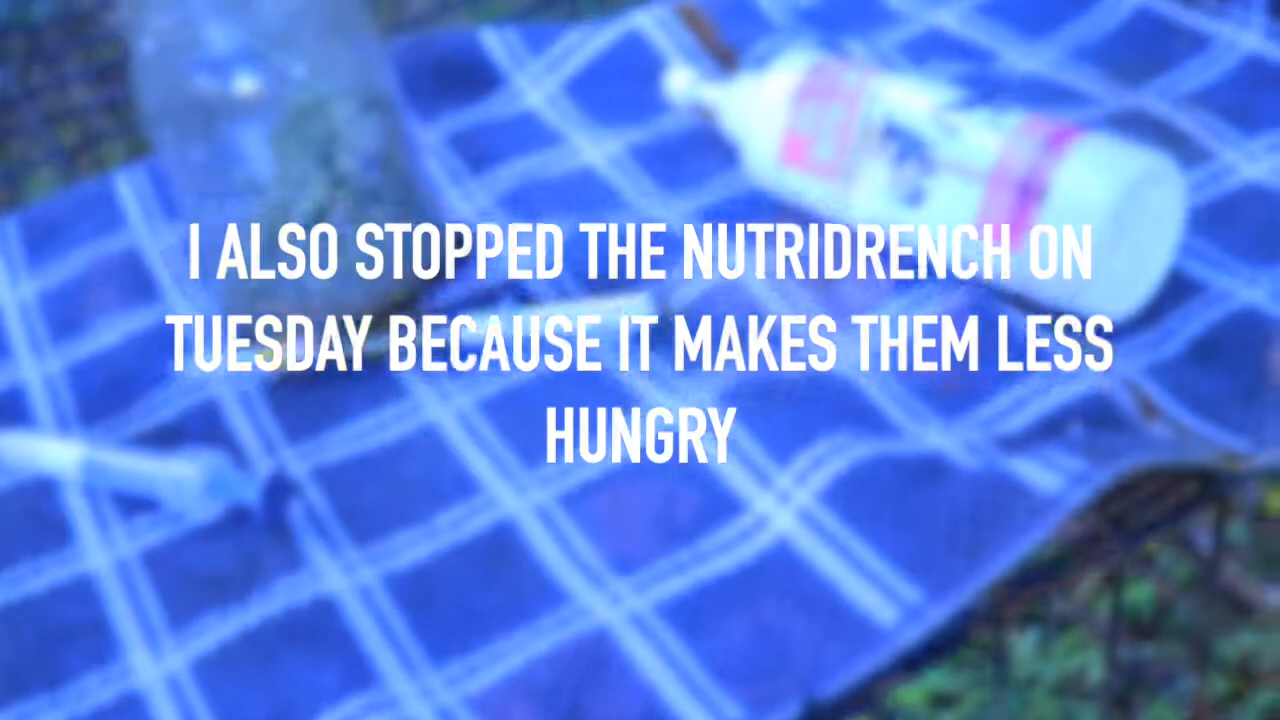 I ALSO STOPPED THE NUTRIDRENCH ON
TUESDAY BECAUSE IT MAKES THEM LESS
HUNGRY